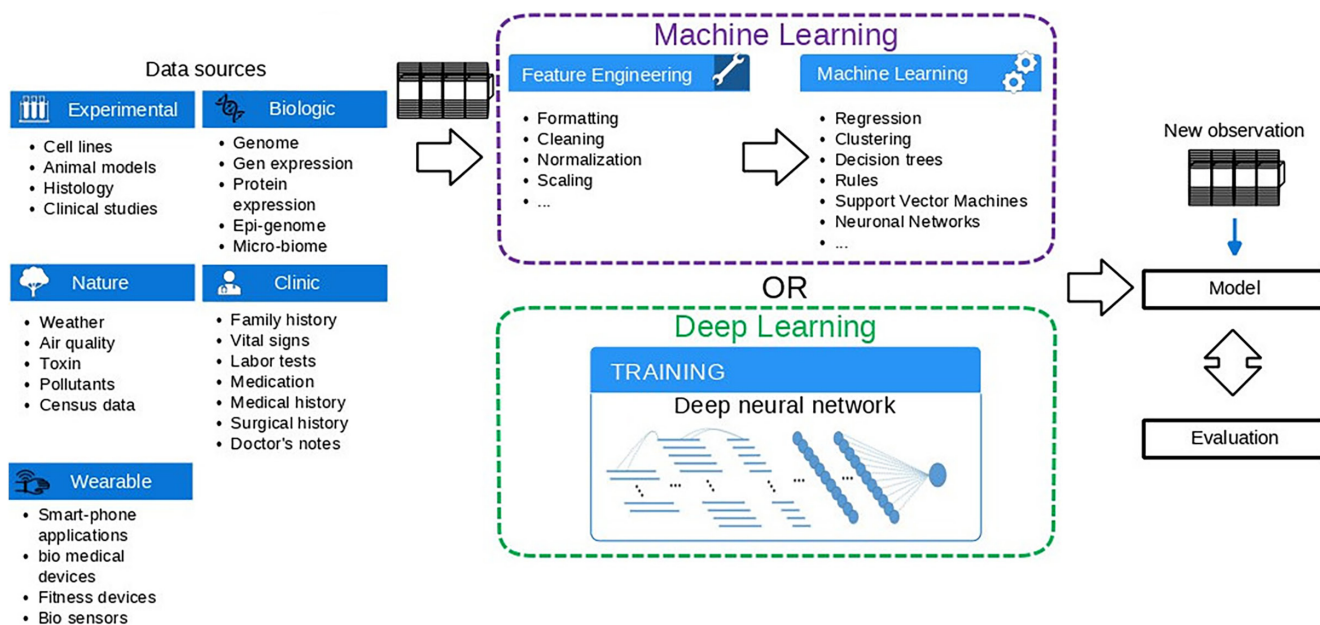 Data sources
Experimental
• Cell lines
• Animal models
• Histology
• Clinical studies
Biologic
• Genome
• Gen expression
• Protein
expression
• Epi-genome
• Micro-biome
Nature
• Weather
• Air quality
• Toxin
• Pollutants
• Census data
Clinic
• Family history
• Vital signs
• Labor tests
• Medication
• Medical history
• Surgical history
• Doctor's notes
Wearable
• Smart-phone
applications
• bio medical
devices
• Fitness devices
• Bio sensors
Machine Learning
Feature Engineering
• Formatting
• Cleaning
• Normalization
• Scaling
• ...
Machine Learning
• Regression
• Clustering
• Decision trees
• Rules
• Support Vector Machines
• Neuronal Networks
• ...
OR
Deep Learning
TRAINING
Deep neural network
New observation
Model
Evaluation